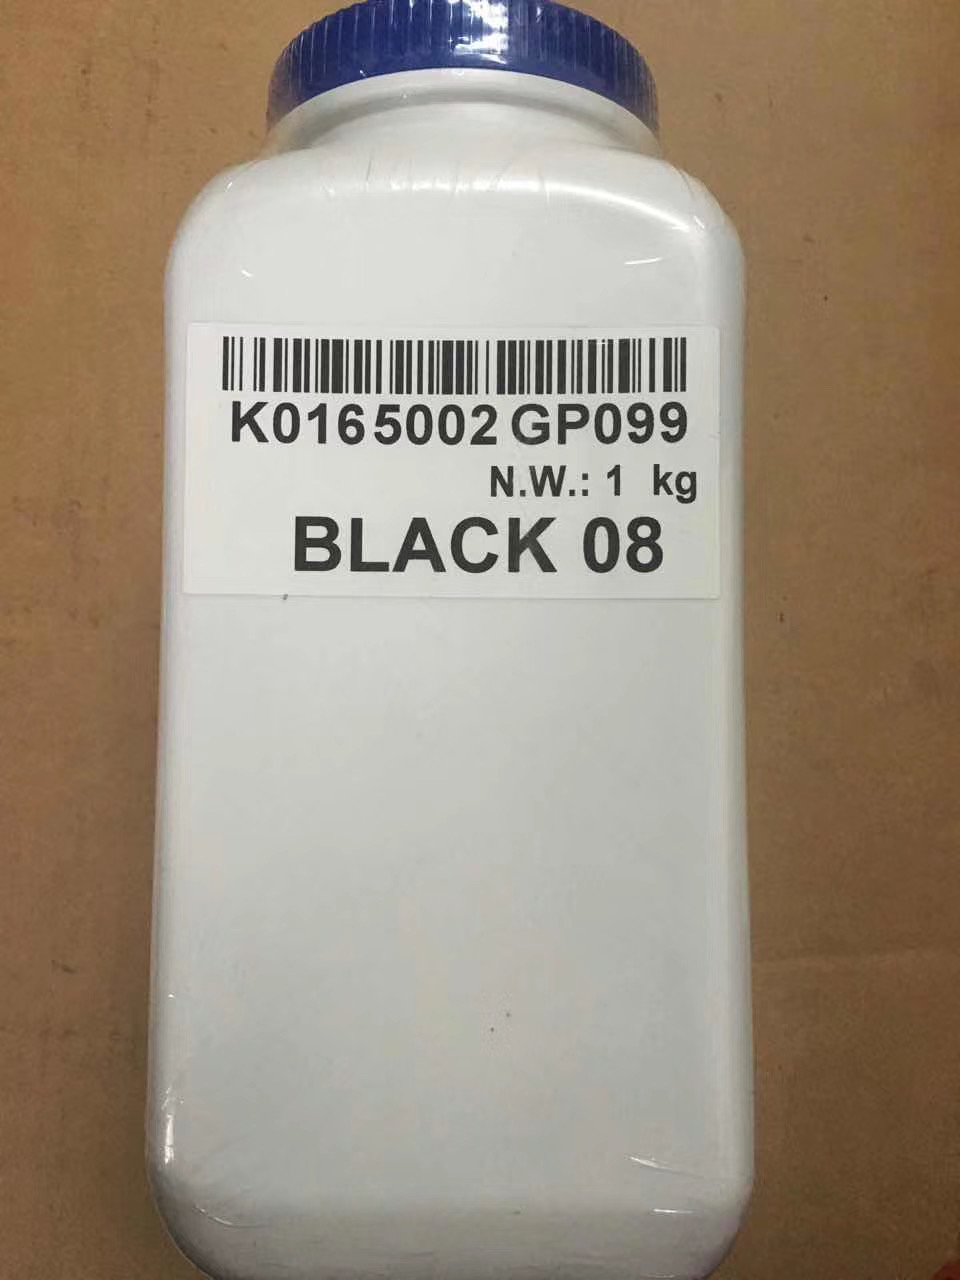 K0165002 GP099
N.W.: 1 kg
BLACK 08